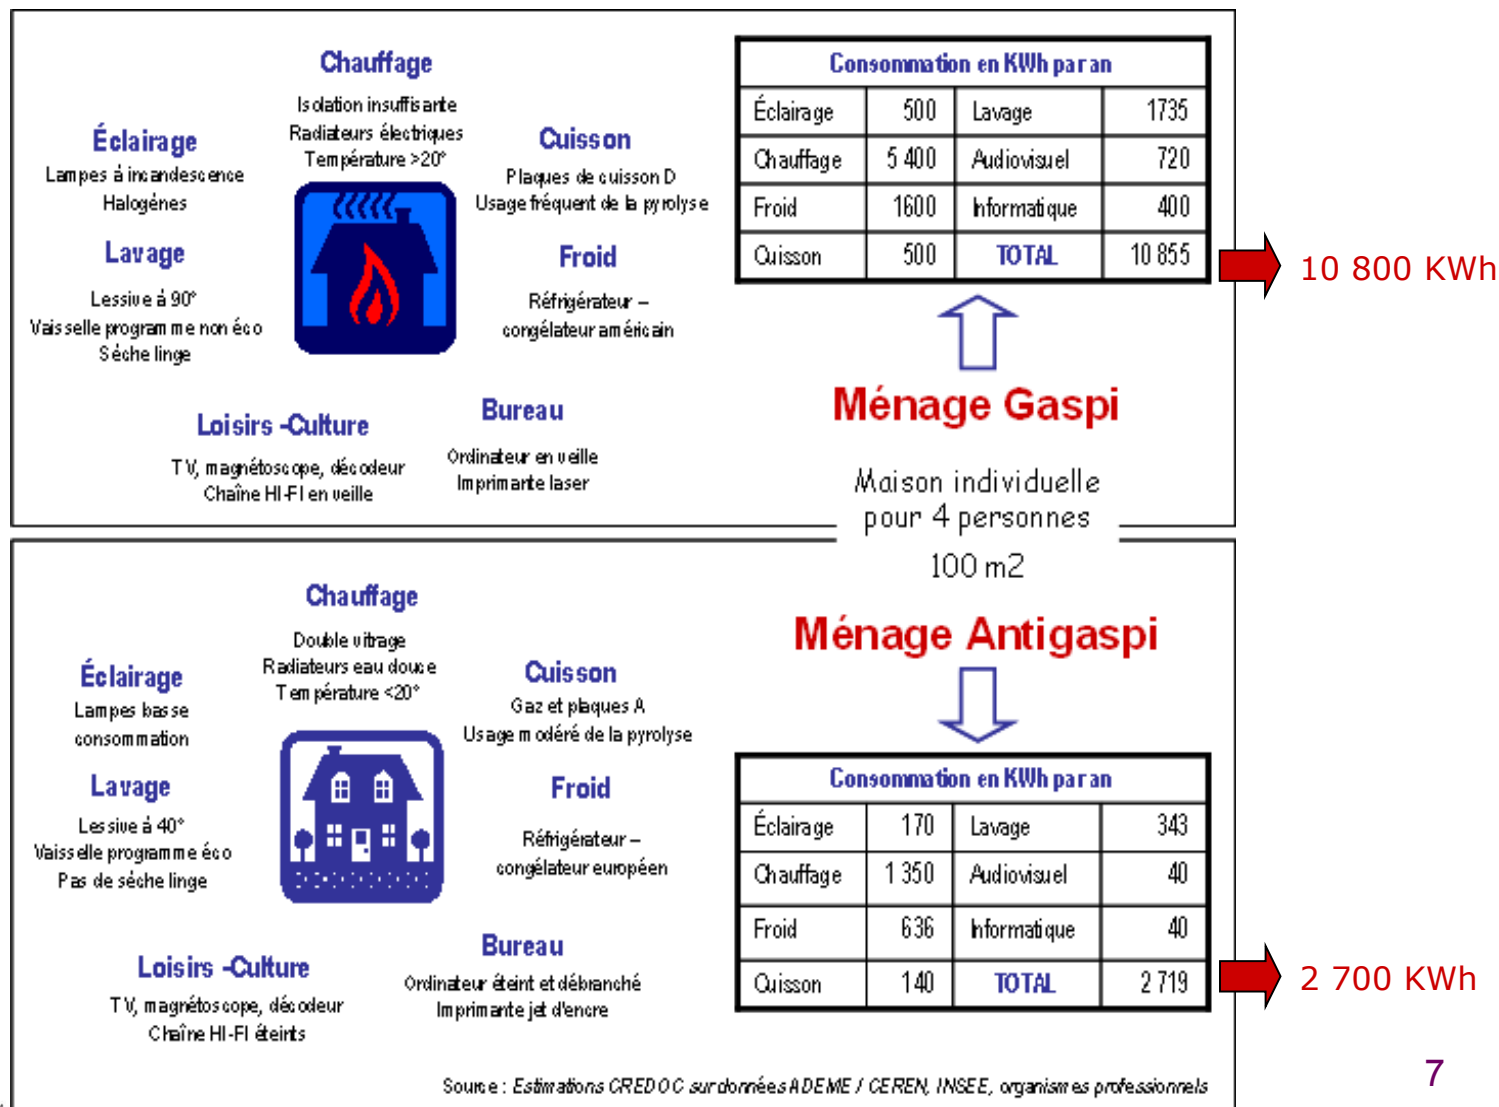 Chauffage
Isolation insuffisante
Radiateurs électriques
Température >20°
Éclairage
Lampes à incandescence
Halogénes
Cuisson
Plaques de cuisson D
Usage fréquent de la pyrolyse
Lavage
Lessive à 90°
Vaisselle programme non éco
Séche linge
Froid
Réfrigérateur –
congélateur américain
Loisirs -Culture
TV, magnétoscope, décodeur
Chaîne HI-FI en veille
Bureau
Ordinateur en veille
Imprimante laser
Consommation en KWh par an
Éclairage 500 Lavage 1735
Chauffage 5 400 Audiovisuel 720
Froid 1600 Informatique 400
Cuisson 500 TOTAL 10 855
10 800 KWh
Ménage Gaspi
Maison individuelle
pour 4 personnes
100 m2
Ménage Antigaspi
Chauffage
Double vitrage
Radiateurs eau douce
Température <20°
Éclairage
Lampes basse
consommation
Cuisson
Gaz et plaques A
Usage modéré de la pyrolyse
Lavage
Lessive à 40°
Vaisselle programme éco
Pas de séche linge
Froid
Réfrigérateur –
congélateur européen
Loisirs -Culture
TV, magnétoscope, décodeur
Chaîne HI-FI éteints
Bureau
Ordinateur éteint et débranché
Imprimante jet d'encre
Consommation en KWh par an
Éclairage 170 Lavage 343
Chauffage 1 350 Audiovisuel 40
Froid 636 Informatique 40
Cuisson 140 TOTAL 2 719
2 700 KWh
Source : Estimations CREDOC sur données ADEME / CEREN, INSEE, organismes professionnels
7